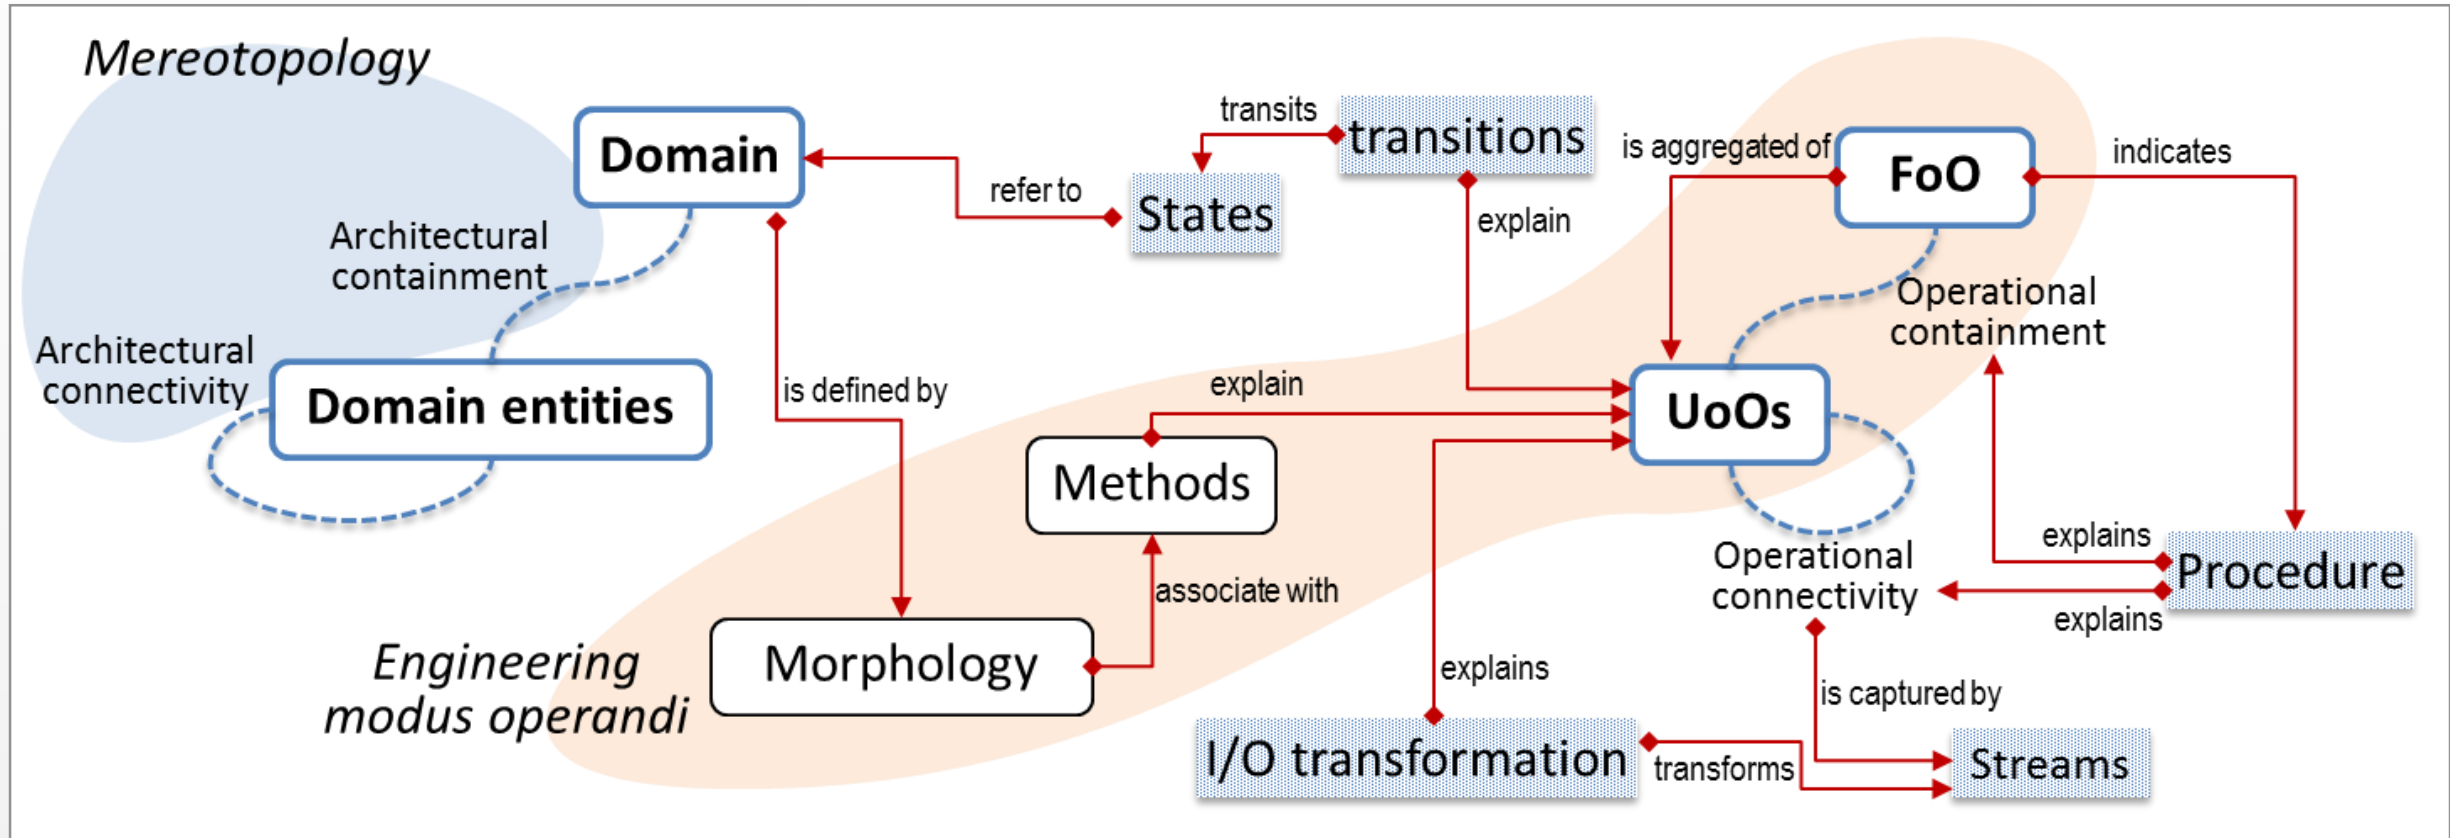 Mereotopology
Domain
Architectural
containment
Architectural
connectivity
Domain entities
refer to
States
transits
transitions
explain
is aggregated of
FoO
indicates
Operational
containment
is defined by
explain
UoOs
Methods
associate with
Morphology
Engineering
modus operandi
explains
I/O transformation
transforms
Operational
connectivity
explains
explains
Procedure
is captured by
Streams